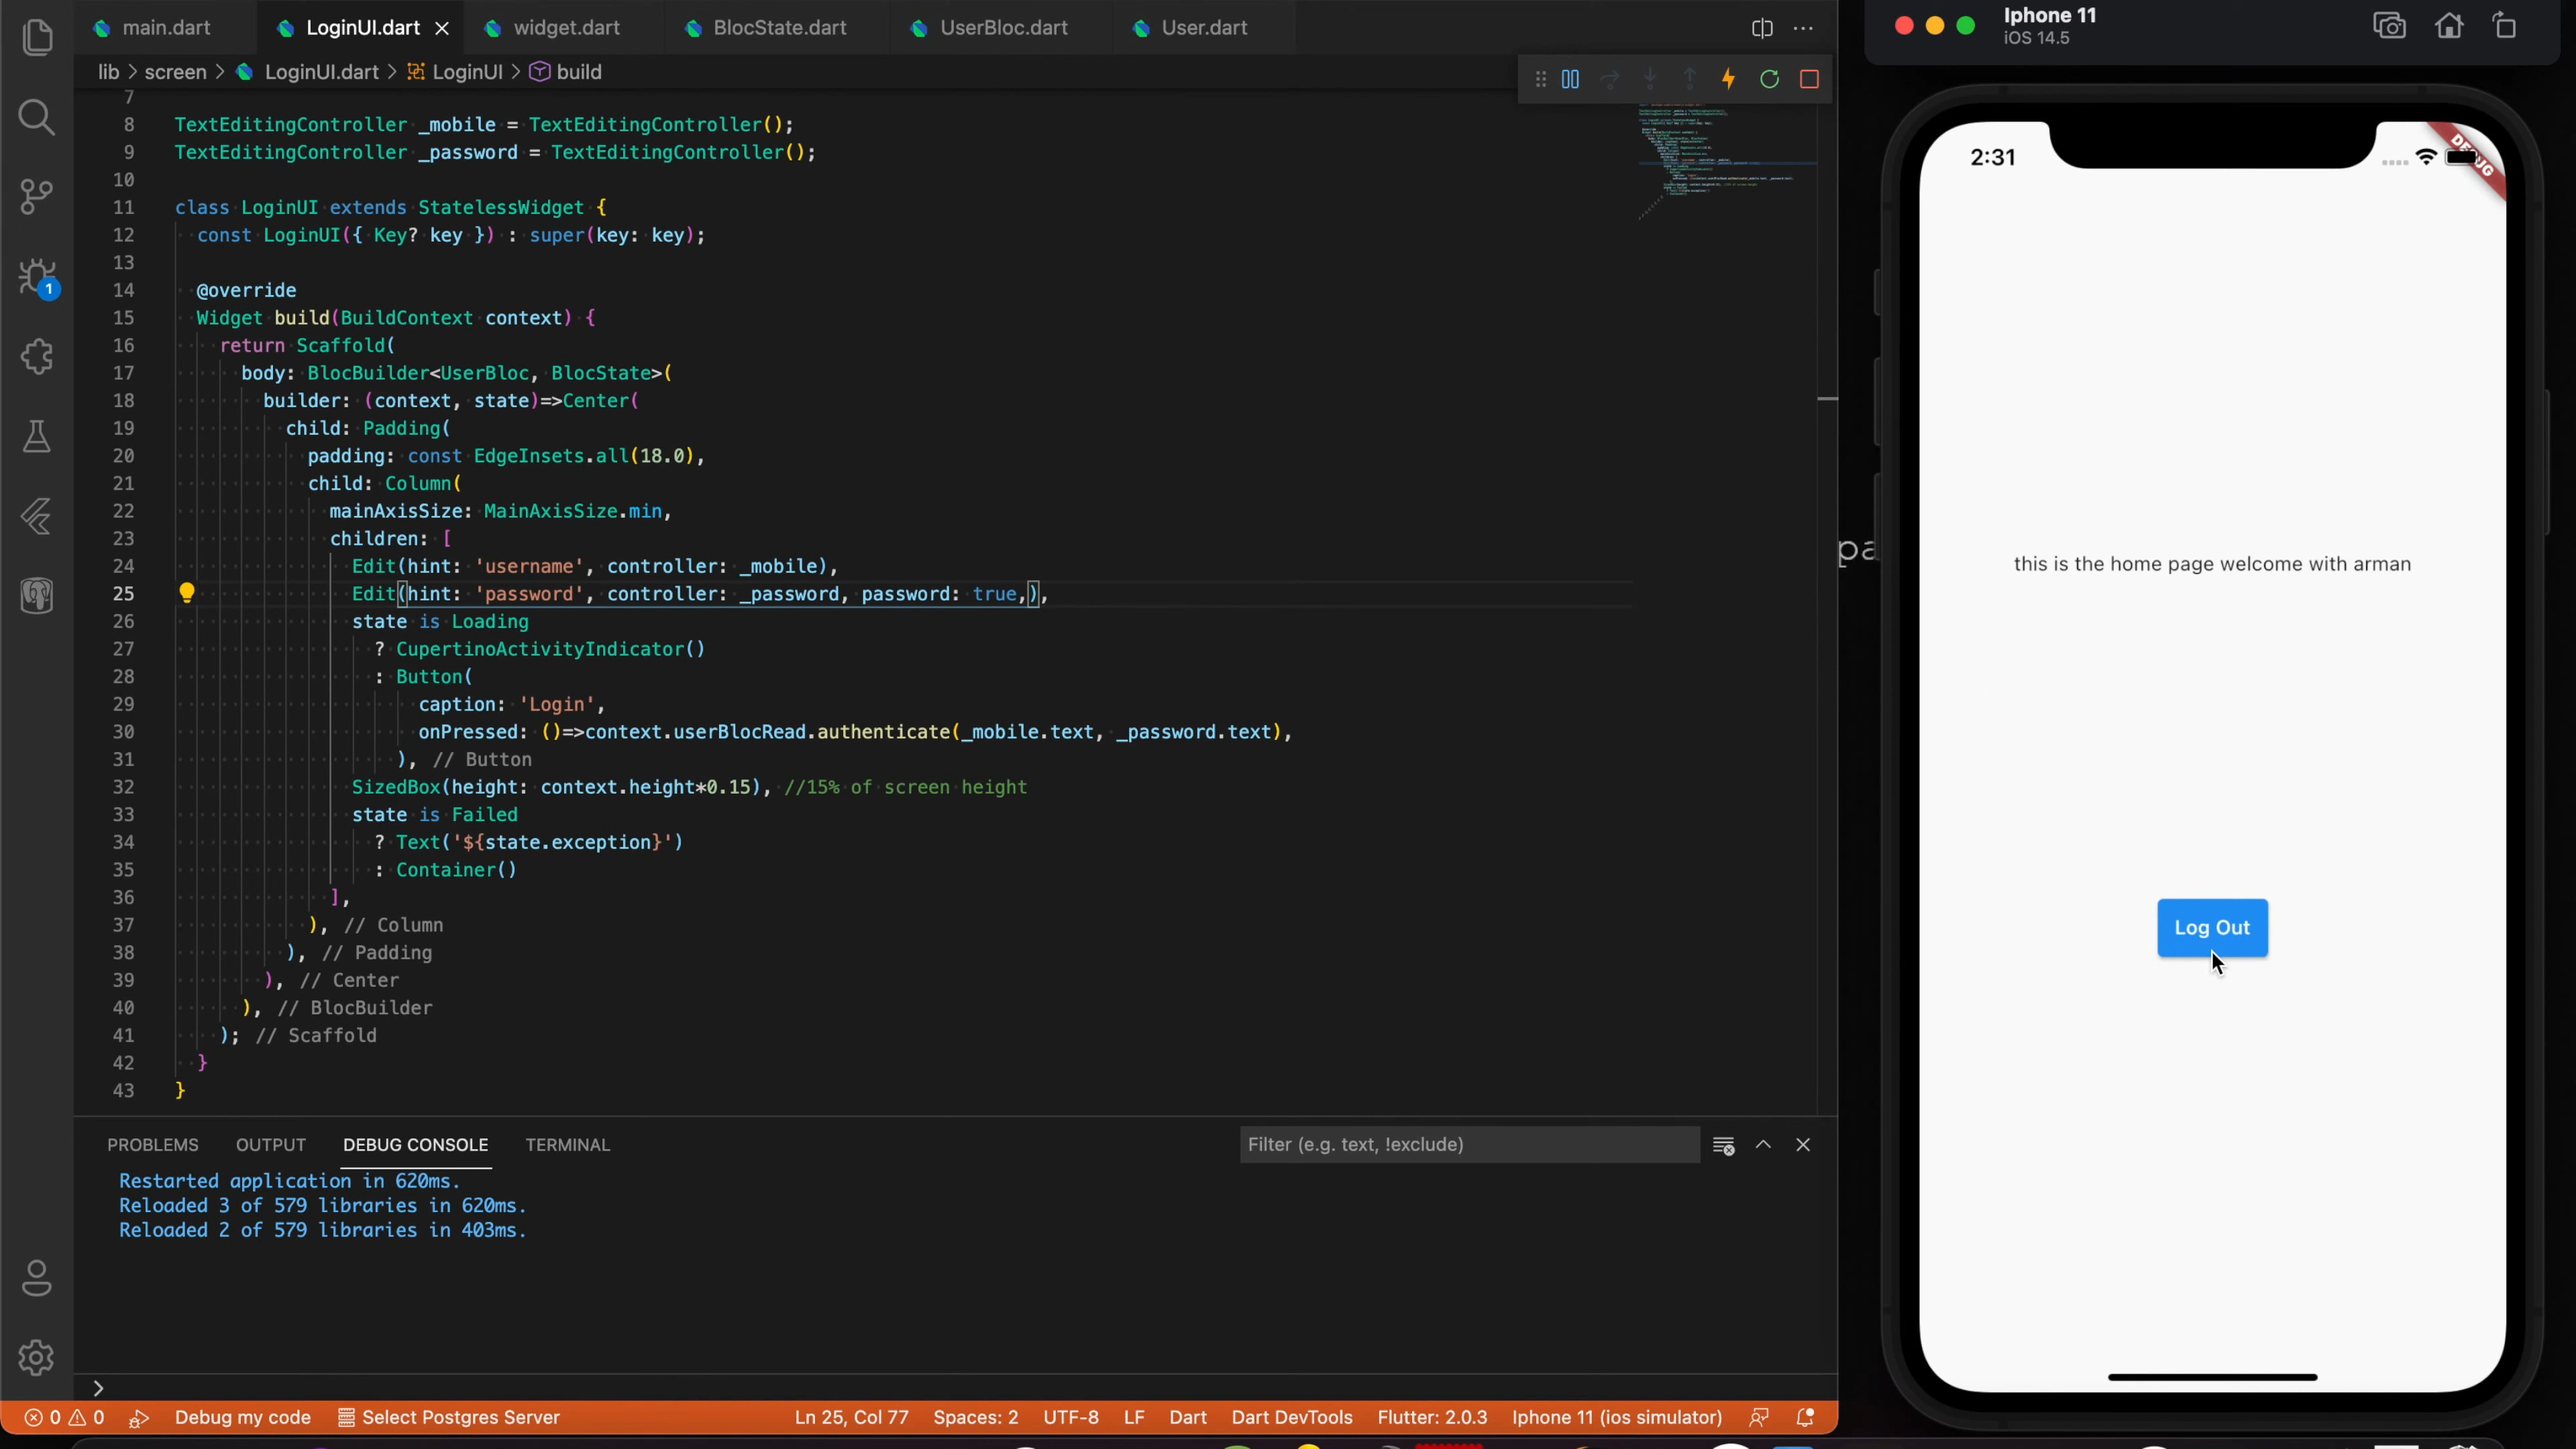 main.dart LoginUI.dart widget.dart BlocState.dart UserBloc.dart User.dart
lib > screen > LoginUI.dart > LoginUI > build
7
8 TextEditingController _mobile = TextEditingController();
9 TextEditingController _password = TextEditingController();
10
11 class LoginUI extends StatelessWidget {
12 const LoginUI({ Key? key }) : super(key: key);
13
14 @override
15 Widget build(BuildContext context) {
16 return Scaffold(
17 body: BlocBuilder<UserBloc, BlocState>(
18 builder: (context, state)=>Center(
19 child: Padding(
20 padding: const EdgeInsets.all(18.0),
21 child: Column(
22 mainAxisSize: MainAxisSize.min,
23 children: [
24 Edit(hint: 'username', controller: _mobile),
25 Edit(hint: 'password', controller: _password, password: true,),
26 state is Loading
27 ? CupertinoActivityIndicator()
28 : Button(
29 caption: 'Login',
30 onPressed: ()=>context.userBlocRead.authenticate(_mobile.text, _password.text),
31 ), // Button
32 SizedBox(height: context.height*0.15), //15% of screen height
33 state is Failed
34 ? Text('${state.exception}')
35 : Container()
36 ],
37 ), // Column
38 ), // Padding
39 ), // Center
40 ), // BlocBuilder
41 ); // Scaffold
42 }
43 }
1
PROBLEMS OUTPUT DEBUG CONSOLE TERMINAL
Filter (e.g. text, !exclude)
Restarted application in 620ms.
Reloaded 3 of 579 libraries in 620ms.
Reloaded 2 of 579 libraries in 403ms.
>
0 0 Debug my code Select Postgres Server Ln 25, Col 77 Spaces: 2 UTF-8 LF Dart Dart DevTools Flutter: 2.0.3 Iphone 11 (ios simulator)
pa
Iphone 11
iOS 14.5
2:31
DEBUG
this is the home page welcome with arman
Log Out